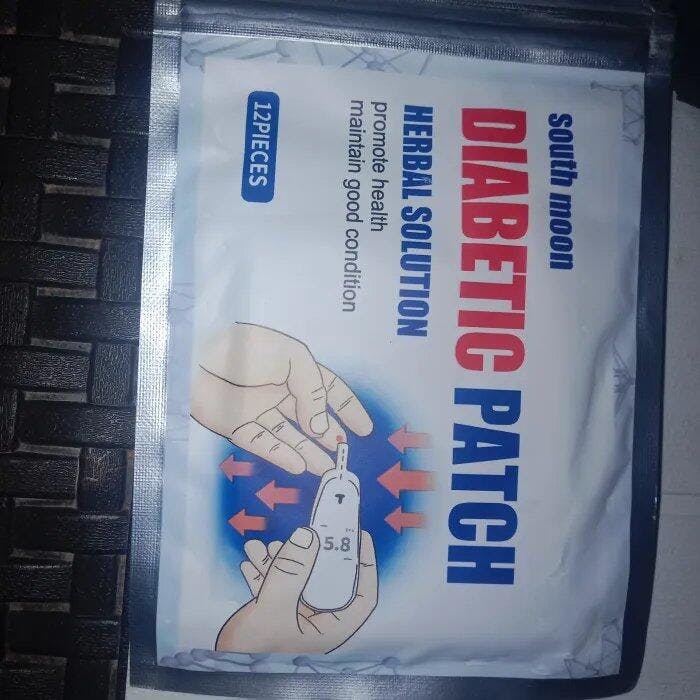 south moon
DIABETIC PATCH
HERBAL SOLUTION
promote health
maintain good condition
12PIECES
5.8